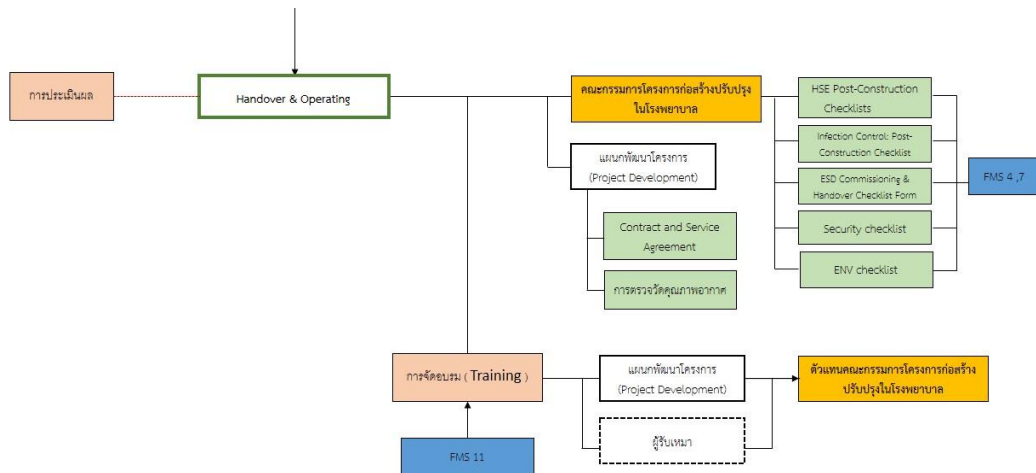 การประเมินผล
Handover & Operating
คณะกรรมการโครงการก่อสร้างปรับปรุง
ในโรงพยาบาล
HSE Post-Construction
Checklists
Infection Control: Post-
Construction Checklist
ESD Commissioning &
Handover Checklist Form
Security checklist
ENV checklist
FMS 4 ,7
แผนกพัฒนาโครงการ
(Project Development)
Contract and Service
Agreement
การตรวจวัดคุณภาพอากาศ
การจัดอบรม ( Training )
FMS 11
แผนกพัฒนาโครงการ
(Project Development)
ผู้รับเหมา
ตัวแทนคณะกรรมการโครงการก่อสร้าง
ปรับปรุงในโรงพยาบาล